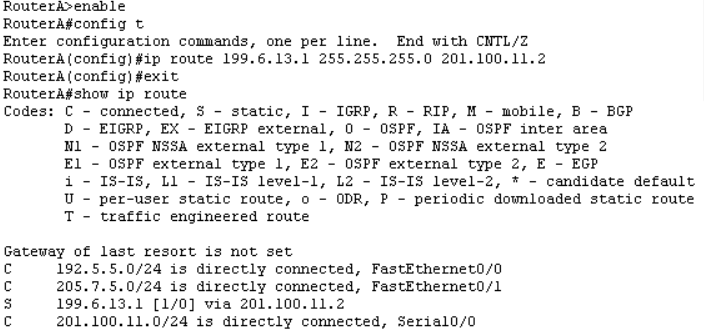 RouterA>enable
RouterA#config t
Enter configuration commands, one per line.  End with CNTL/Z
RouterA(config)#ip route 199.6.13.1 255.255.255.0 201.100.11.2
RouterA(config)#exit
RouterA#show ip route
Codes: C - connected, S - static, I - IGRP, R - RIP, M - mobile, B - BGP
       D - EIGRP, EX - EIGRP external, O - OSPF, IA - OSPF inter area
       N1 - OSPF NSSA external type 1, N2 - OSPF NSSA external type 2
       E1 - OSPF external type 1, E2 - OSPF external type 2, E - EGP
       i - IS-IS, L1 - IS-IS level-1, L2 - IS-IS level-2, * - candidate default
       U - per-user static route, o - ODR, P - periodic downloaded static route
       T - traffic engineered route
Gateway of last resort is not set
C      192.5.5.0/24 is directly connected, FastEthernet0/0
C      205.7.5.0/24 is directly connected, FastEthernet0/1
S      199.6.13.1 [1/0] via 201.100.11.2
C      201.100.11.0/24 is directly connected, Serial0/0